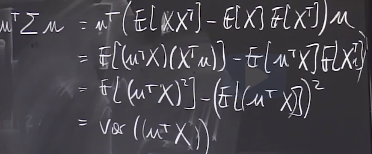 u^T Σ u = u^T (E[XX^T] - E[X] E[X^T]) u
= E[(u^T X)(X^T u)] - E[u^T X] E[X^T
= E[(u^T X)^2] - (E[(u^T X)])^2
= var((u^T X))